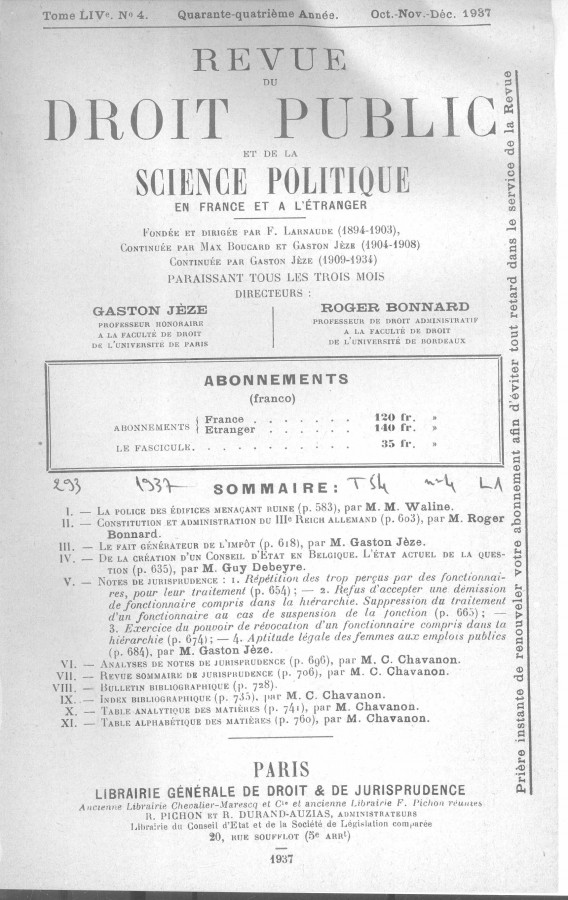 Tome LIVe. No 4. Quarante-quatrième Année. Oct.-Nov.-Déc. 1937
REVUE
DU
DROIT PUBLIC
ET DE LA
SCIENCE POLITIQUE
EN FRANCE ET A L'ÉTRANGER
FONDÉE ET DIRIGÉE PAR F. LARNAUDE (1894-1903),
CONTINUÉE PAR MAX BOUCARD ET GASTON JÈZE (1904-1908)
CONTINUÉE PAR GASTON JÈZE (1909-1934)
PARAISSANT TOUS LES TROIS MOIS
DIRECTEURS :
GASTON JÈZE
PROFESSEUR HONORAIRE
A LA FACULTÉ DE DROIT
DE L'UNIVERSITÉ DE PARIS
ROGER BONNARD
PROFESSEUR DE DROIT ADMINISTRATIF
A LA FACULTÉ DE DROIT
DE L'UNIVERSITÉ DE BORDEAUX
ABONNEMENTS
(franco)
ABONNEMENTS { France . . . . . . . 120 fr. »
Etranger . . . . . . 140 fr. »
LE FASCICULE. . . . . . . . . . . . 35 fr. »
293 1937 SOMMAIRE : T54 n-4 L1
I. — LA POLICE DES ÉDIFICES MENAÇANT RUINE (p. 583), par M. M. Waline.
II. — CONSTITUTION ET ADMINISTRATION DU IIIe REICH ALLEMAND (p. 603), par M. Roger
Bonnard.
III. — LE FAIT GÉNÉRATEUR DE L'IMPÔT (p. 618), par M. Gaston Jèze.
IV. — DE LA CRÉATION D'UN CONSEIL D'ÉTAT EN BELGIQUE. L'ÉTAT ACTUEL DE LA QUES-
TION (p. 635), par M. Guy Debeyre.
V. — NOTES DE JURISPRUDENCE : 1. Répétition des trop perçus par des fonctionnai-
res, pour leur traitement (p. 654) ; — 2. Refus d'accepter une démission
de fonctionnaire compris dans la hiérarchie. Suppression du traitement
d'un fonctionnaire au cas de suspension de la fonction (p. 665) ; —
3. Exercice du pouvoir de révocation d'un fonctionnaire compris dans la
hiérarchie (p. 674) ; — 4. Aptitude légale des femmes aux emplois publics
(p. 684), par M. Gaston Jèze.
VI. — ANALYSES DE NOTES DE JURISPRUDENCE (p. 696), par M. C. Chavanon.
VII. — REVUE SOMMAIRE DE JURISPRUDENCE (p. 706), par M. C. Chavanon.
VIII. — BULLETIN BIBLIOGRAPHIQUE (p. 728).
IX. — INDEX BIBLIOGRAPHIQUE (p. 735), par M. C. Chavanon.
X. — TABLE ANALYTIQUE DES MATIÈRES (p. 741), par M. Chavanon.
XI. — TABLE ALPHABÉTIQUE DES MATIÈRES (p. 760), par M. Chavanon.
PARIS
LIBRAIRIE GÉNÉRALE DE DROIT & DE JURISPRUDENCE
Ancienne Librairie Chevalier-Marescq et Cie et ancienne Librairie F. Pichon réunies
R. PICHON ET R. DURAND-AUZIAS, ADMINISTRATEURS
Librairie du Conseil d'Etat et de la Société de Législation comparée
20, RUE SOUFFLOT (5e ARRt)
1937
Prière instante de renouveler votre abonnement afin d'éviter tout retard dans le service de la Revue